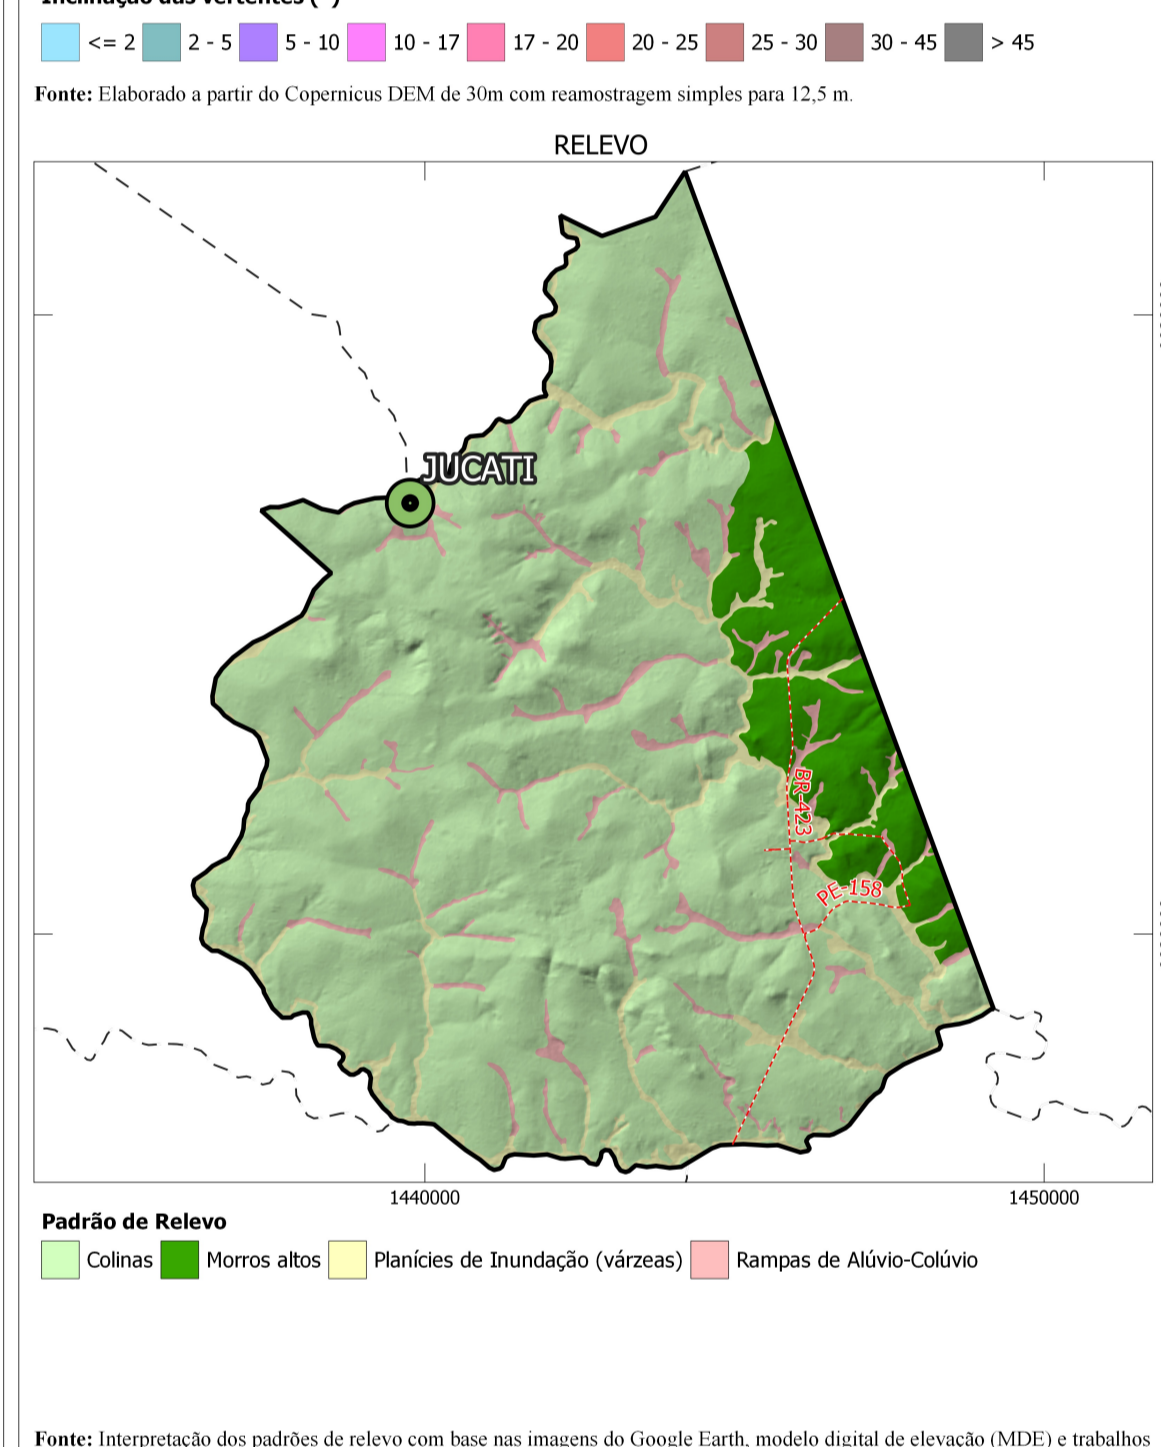 Inclinação das vertentes (°)
<= 2 2 - 5 5 - 10 10 - 17 17 - 20 20 - 25 25 - 30 30 - 45 > 45
Fonte: Elaborado a partir do Copernicus DEM de 30m com reamostragem simples para 12,5 m.
RELEVO
JUCATI
BR-423
PE-158
1440000 1450000
Padrão de Relevo
Colinas Morros altos Planícies de Inundação (várzeas) Rampas de Alúvio-Colúvio
Fonte: Interpretação dos padrões de relevo com base nas imagens do Google Earth, modelo digital de elevação (MDE) e trabalhos